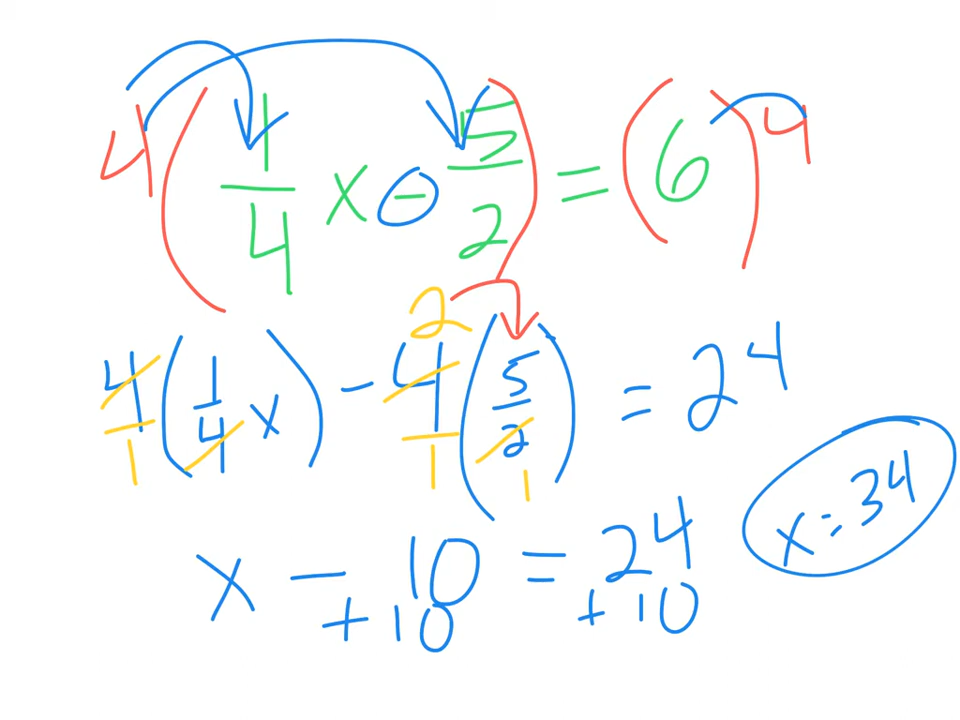 4(1/4 x - 5/2) = (6)4
4/1(1/4 x) - 4/1 2(5/2 1) = 24
x - 10 = 24
+10 +10
x = 34